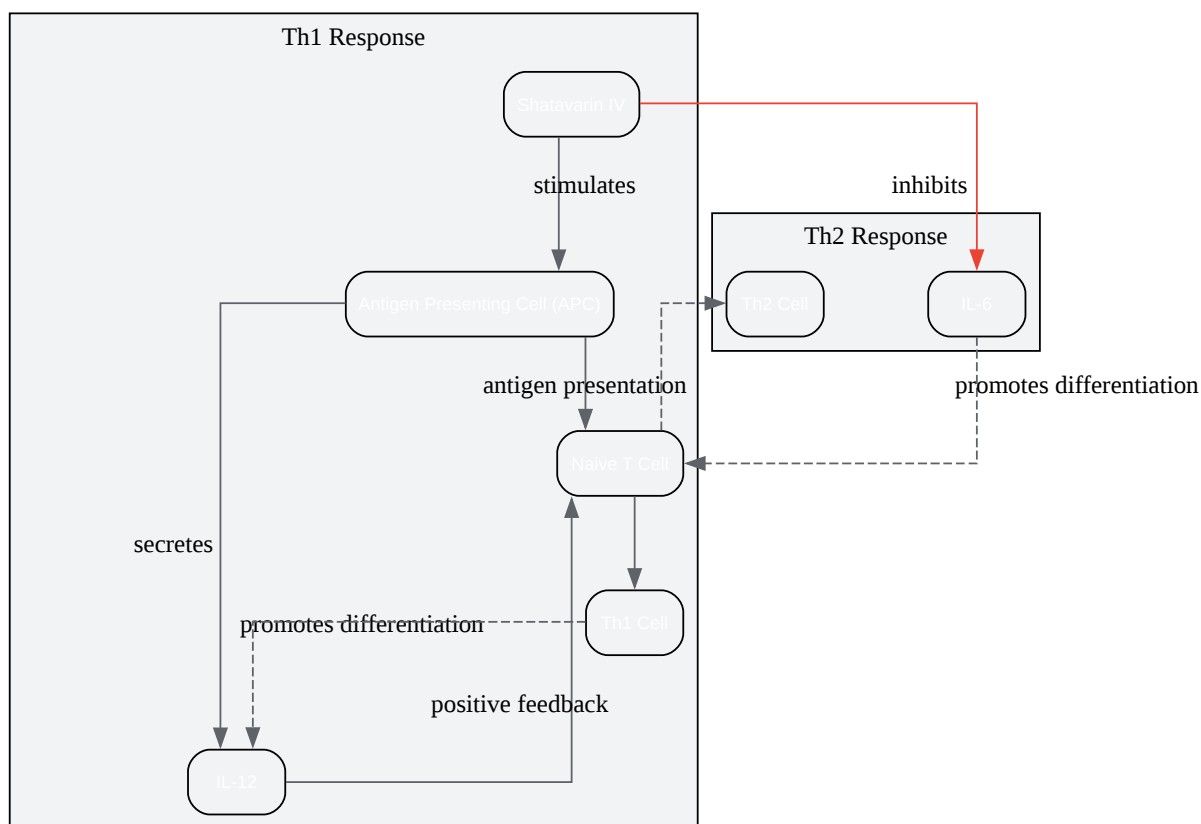 Th1 Response
Shatavarin IV
stimulates
inhibits
Th2 Response
Antigen Presenting Cell (APC)
Th2 Cell
IL-6
antigen presentation
promotes differentiation
Naive T Cell
secretes
Th1 Cell
promotes differentiation
positive feedback
IL-12